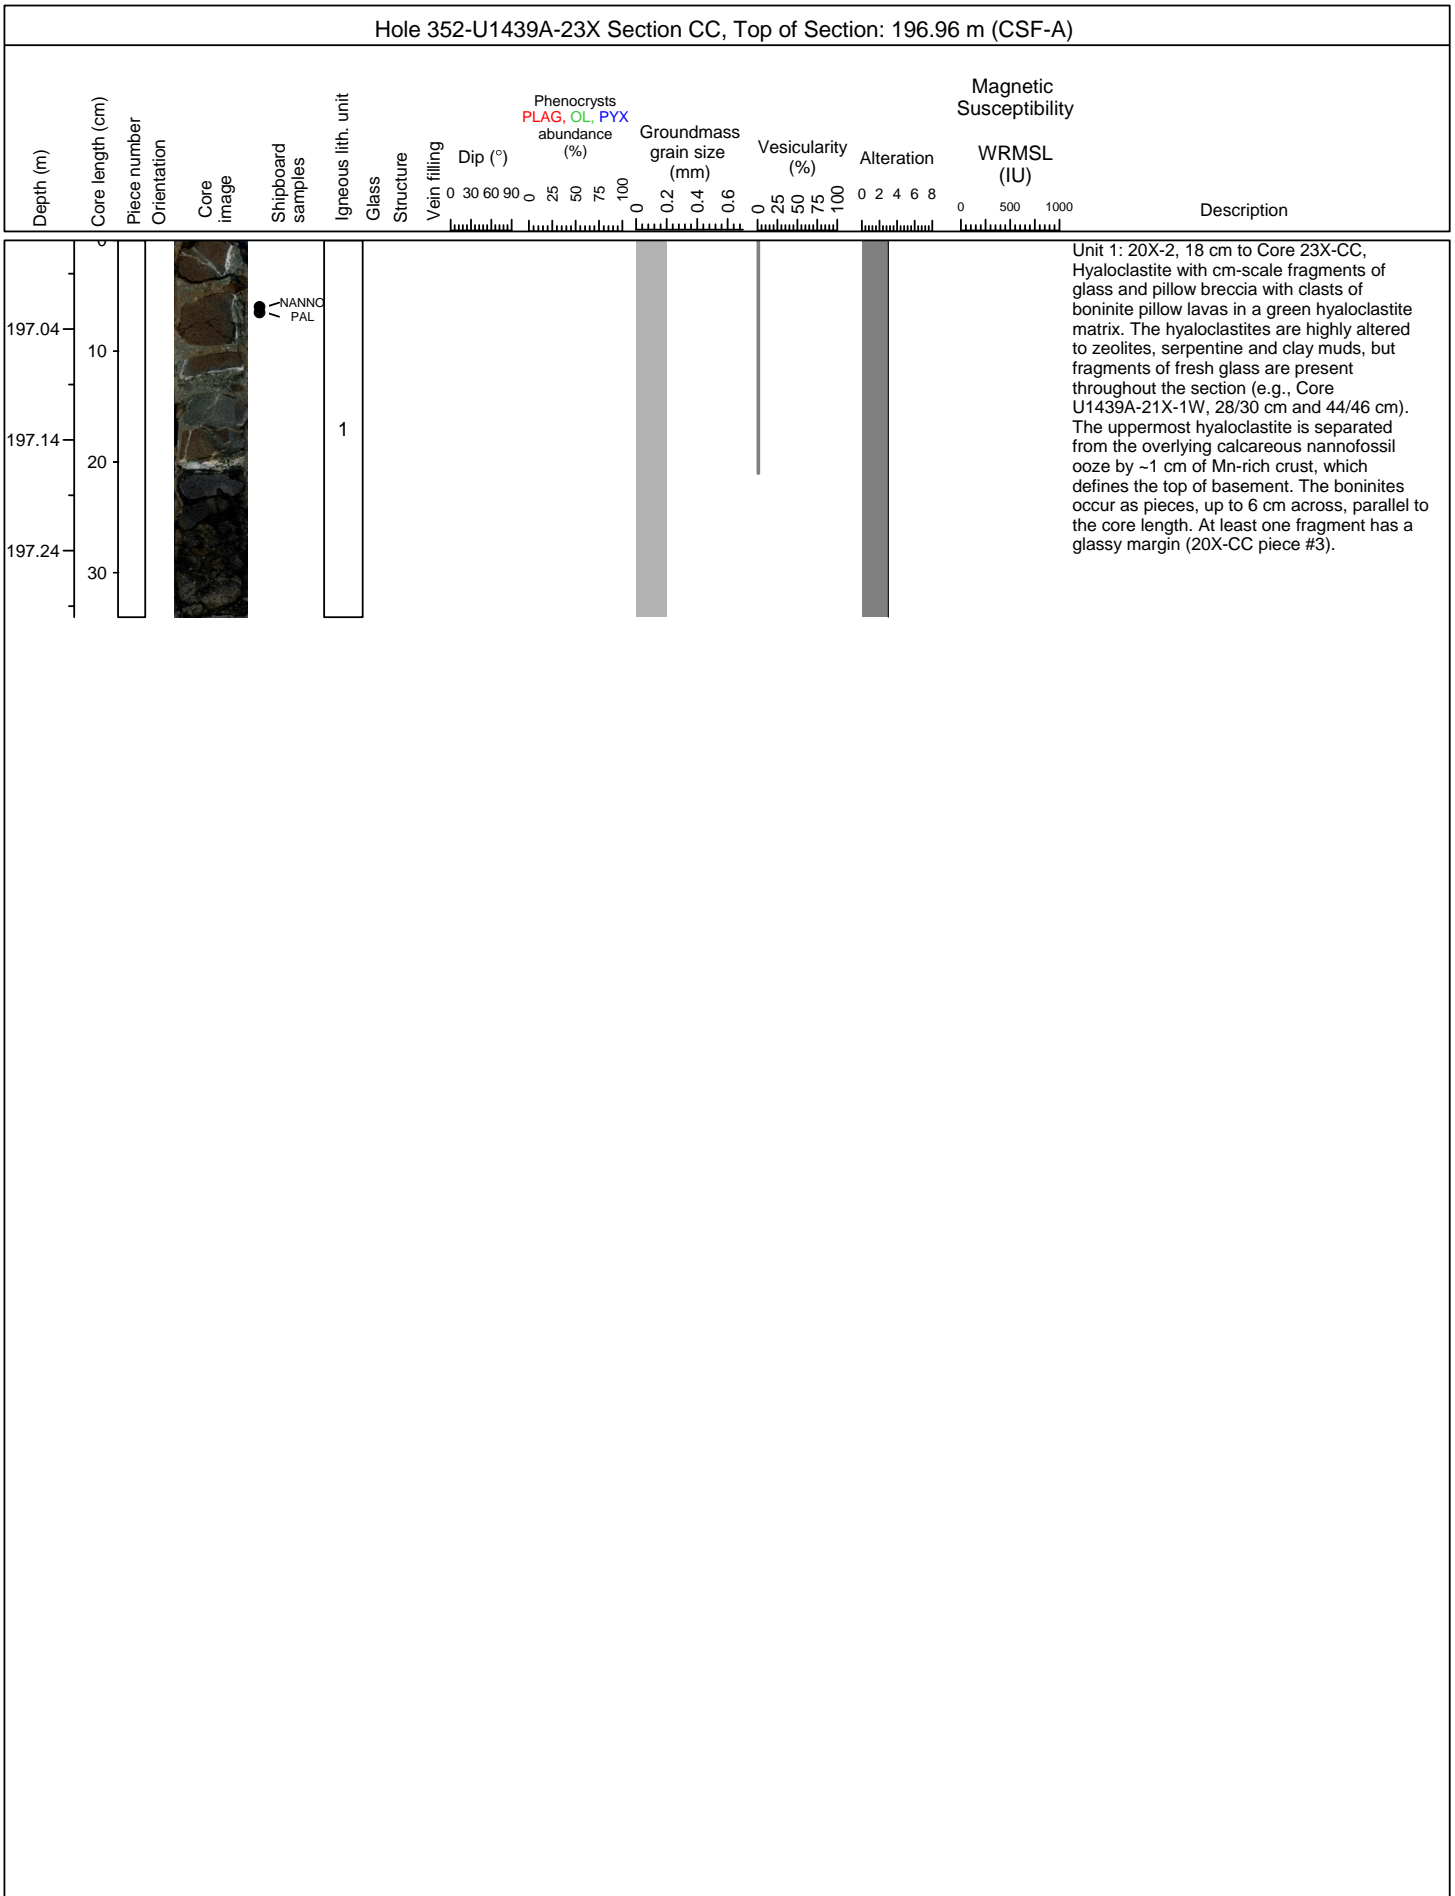 Hole 352-U1439A-23X Section CC, Top of Section: 196.96 m (CSF-A)
Depth (m)
Core length (cm)
Piece number
Orientation
Core
image
Shipboard
samples
Igneous lith. unit
Glass
Structure
Vein filling
Dip (°)
0 30 60 90
Phenocrysts
PLAG, OL, PYX
abundance
(%)
0 25 50 75 100
Groundmass
grain size
(mm)
0 0.2 0.4 0.6
Vesicularity
(%)
0 25 50 75 100
Alteration
0 2 4 6 8
Magnetic
Susceptibility
WRMSL
(IU)
0 500 1000
Description
0
10
20
30
197.04
197.14
197.24
NANNO
PAL
1
Unit 1: 20X-2, 18 cm to Core 23X-CC,
Hyaloclastite with cm-scale fragments of
glass and pillow breccia with clasts of
boninite pillow lavas in a green hyaloclastite
matrix. The hyaloclastites are highly altered
to zeolites, serpentine and clay muds, but
fragments of fresh glass are present
throughout the section (e.g., Core
U1439A-21X-1W, 28/30 cm and 44/46 cm).
The uppermost hyaloclastite is separated
from the overlying calcareous nannofossil
ooze by ~1 cm of Mn-rich crust, which
defines the top of basement. The boninites
occur as pieces, up to 6 cm across, parallel to
the core length. At least one fragment has a
glassy margin (20X-CC piece #3).